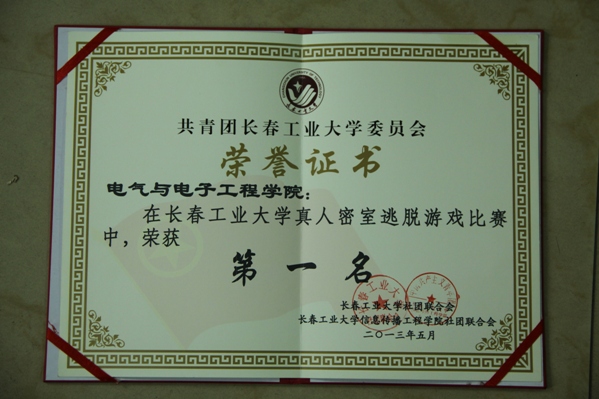 共青团长春工业大学委员会
荣誉证书
电气与电子工程学院：
在长春工业大学真人密室逃脱游戏比赛
中，荣获
第一名
长春工业大学社团联合会
长春工业大学信息传播工程学院社团联合会
二〇一三年五月